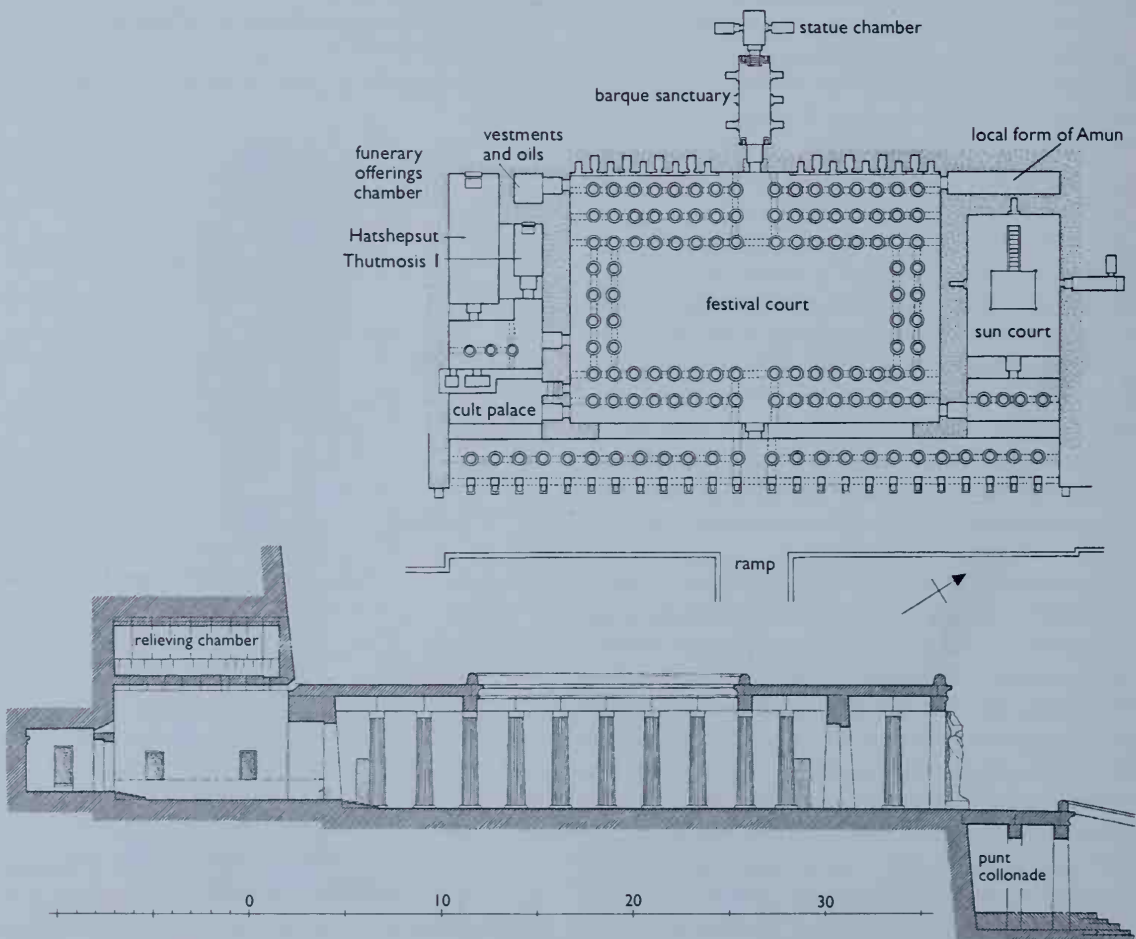 statue chamber
barque sanctuary
vestments
and oils
local form of Amun
funerary
offerings
chamber
Hatshepsut
Thutmosis I
festival court
sun court
cult palace
ramp
relieving chamber
punt
collonade
0 10 20 30